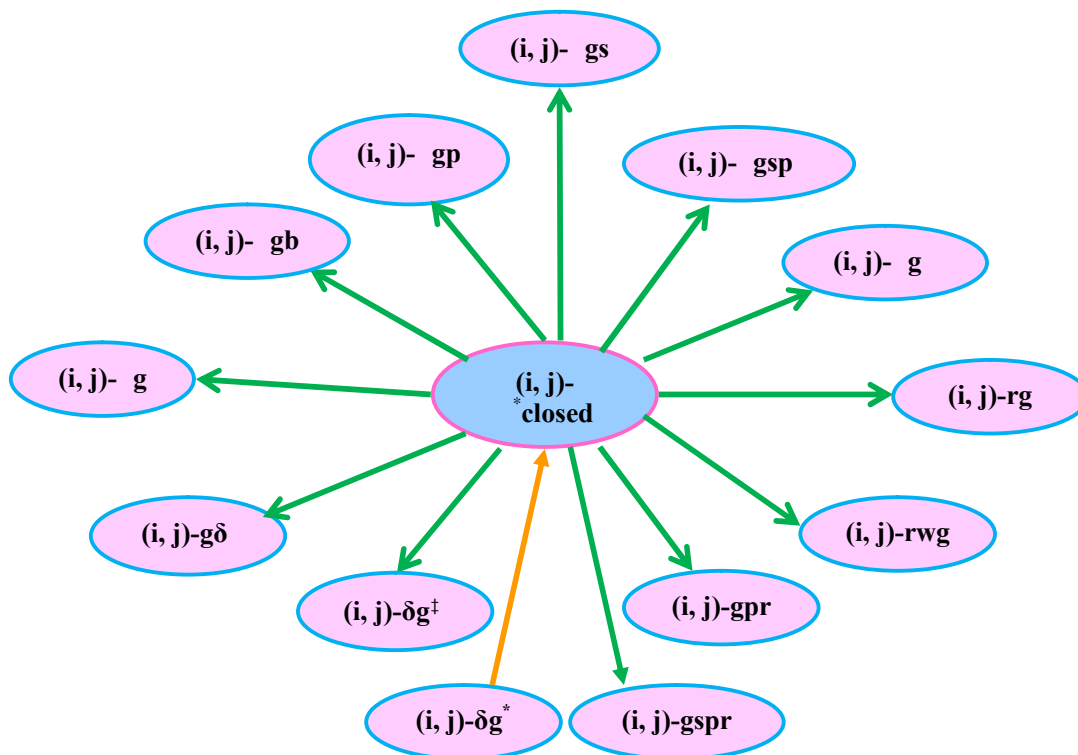 (i, j)- gs
(i, j)- gp
(i, j)- gsp
(i, j)- gb
(i, j)- g
(i, j)- g
(i, j)-
*closed
(i, j)-rg
(i, j)-gδ
(i, j)-rwg
(i, j)-δg‡
(i, j)-gpr
(i, j)-δg*
(i, j)-gspr